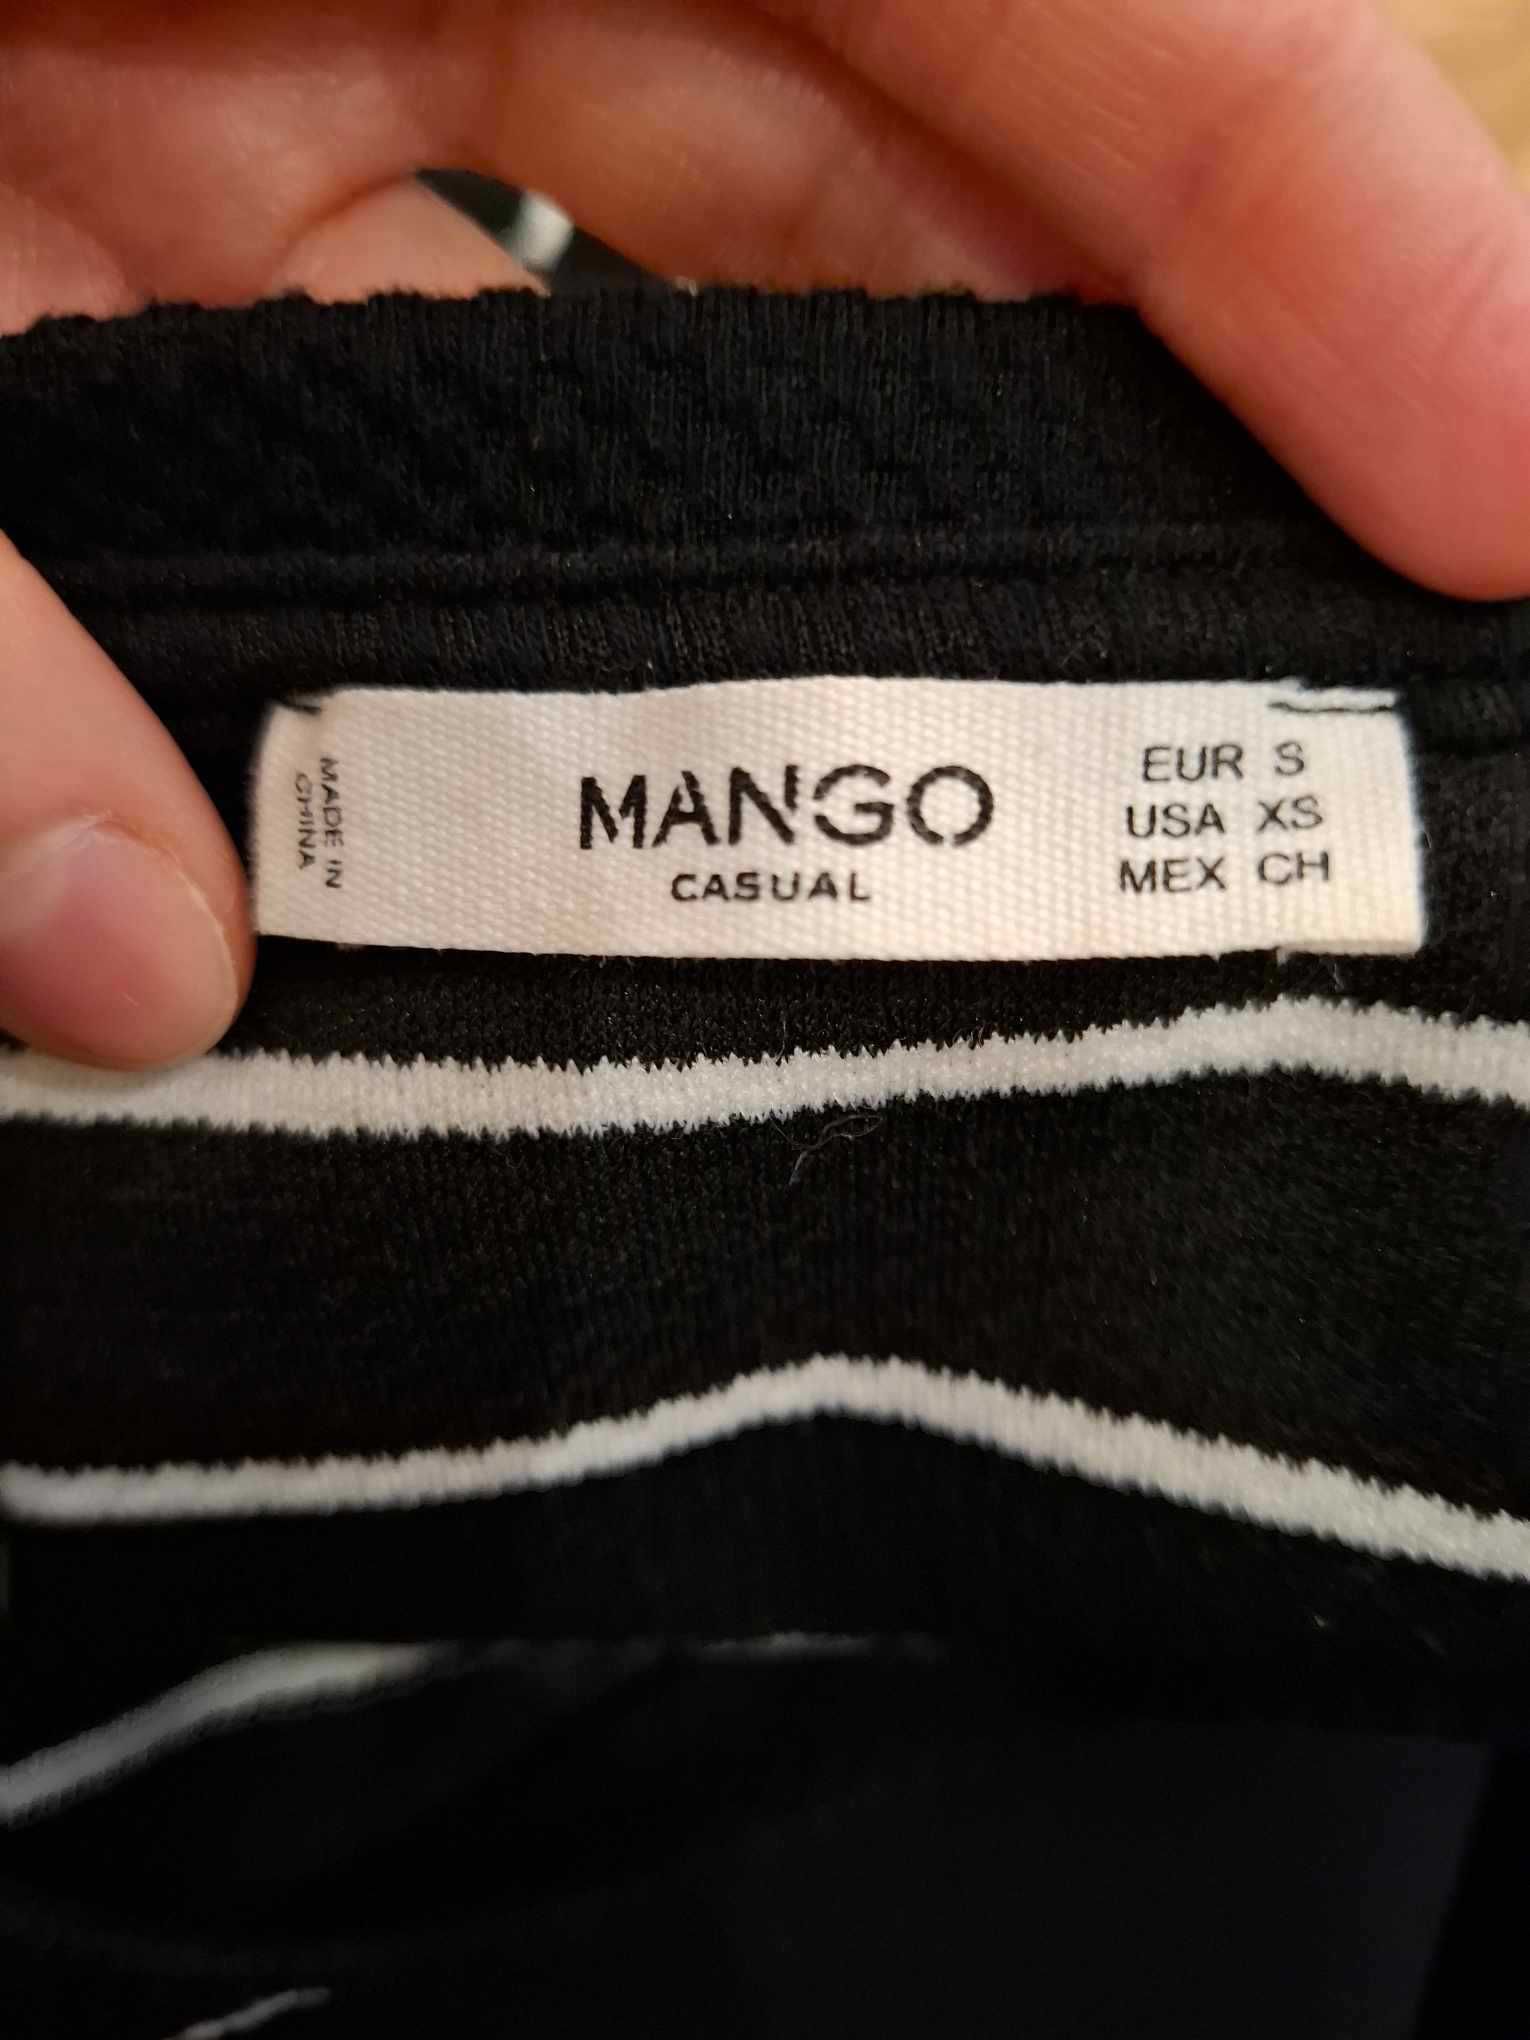 MADE IN
CHINA
MANGO
CASUAL
EUR S
USA XS
MEX CH